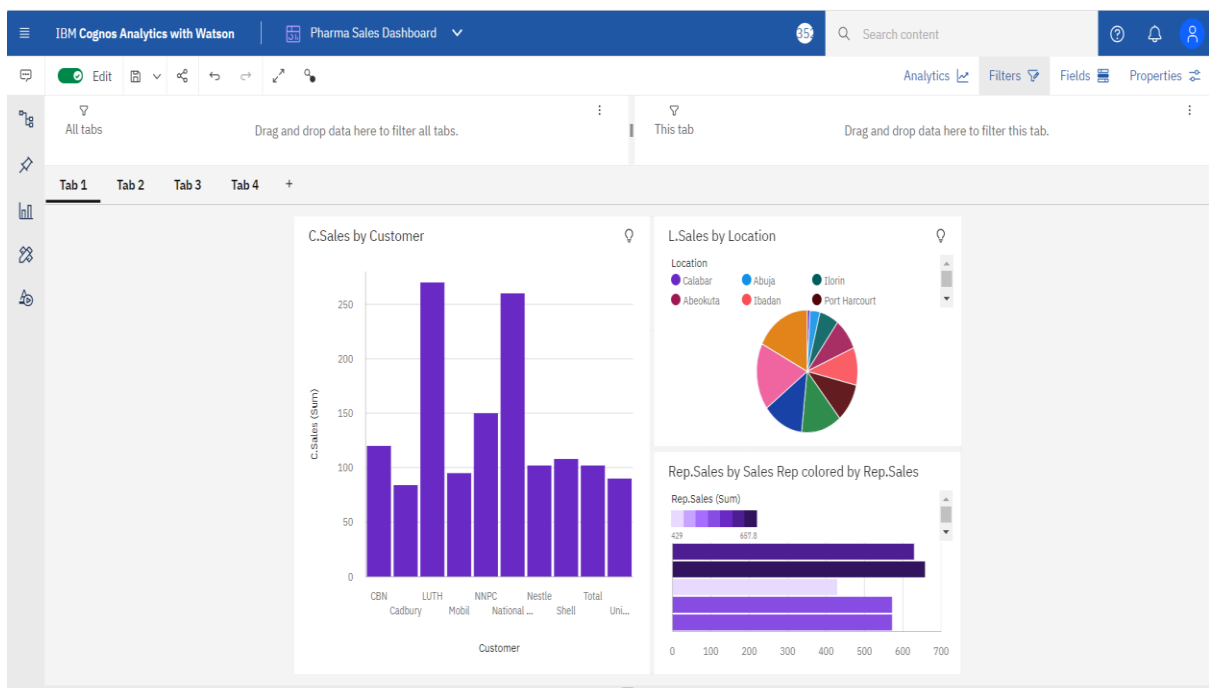 IBM Cognos Analytics with Watson
Pharma Sales Dashboard
352
Search content
Edit
Analytics
Filters
Fields
Properties
All tabs
Drag and drop data here to filter all tabs.
This tab
Drag and drop data here to filter this tab.
Tab 1 Tab 2 Tab 3 Tab 4 +
C.Sales by Customer
C.Sales (Sum)
250
200
150
100
50
0
CBN LUTH NNPC Nestle Total
Cadbury Mobil National ... Shell Uni...
Customer
L.Sales by Location
Location
Calabar Abuja Ilorin
Abeokuta Ibadan Port Harcourt
Rep.Sales by Sales Rep colored by Rep.Sales
Rep.Sales (Sum)
429 657.8
0 100 200 300 400 500 600 700